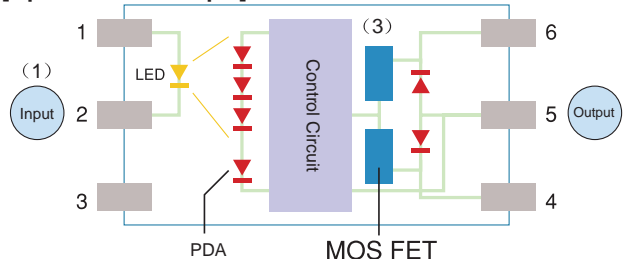 1
（3）
6
LED
（1）
Input
2
Control Circuit
5
Output
3
4
PDA
MOS FET